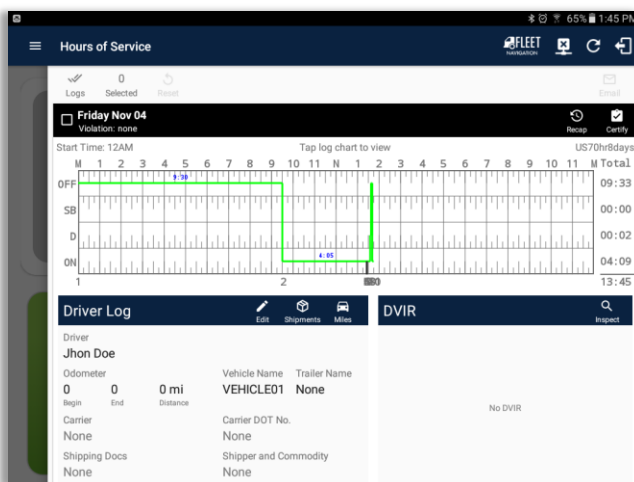 65% 1:45 PM
Hours of Service
FLEET
NAVIGATION
Logs
0
Selected
Reset
Email
Friday Nov 04
Violation: none
Recap
Certify
Start Time: 12AM
Tap log chart to view
US70hr8days
M 1 2 3 4 5 6 7 8 9 10 11 N 1 2 3 4 5 6 7 8 9 10 11 M Total
9:30
OFF 09:33
SB 00:00
D 00:02
4:05
ON 04:09
1 2 13:45
Driver Log
Edit
Shipments
Miles
DVIR
Inspect
Driver
Jhon Doe
Odometer Vehicle Name Trailer Name
0 0 0 mi VEHICLE01 None
Begin End Distance
No DVIR
Carrier Carrier DOT No.
None None
Shipping Docs Shipper and Commodity
None None